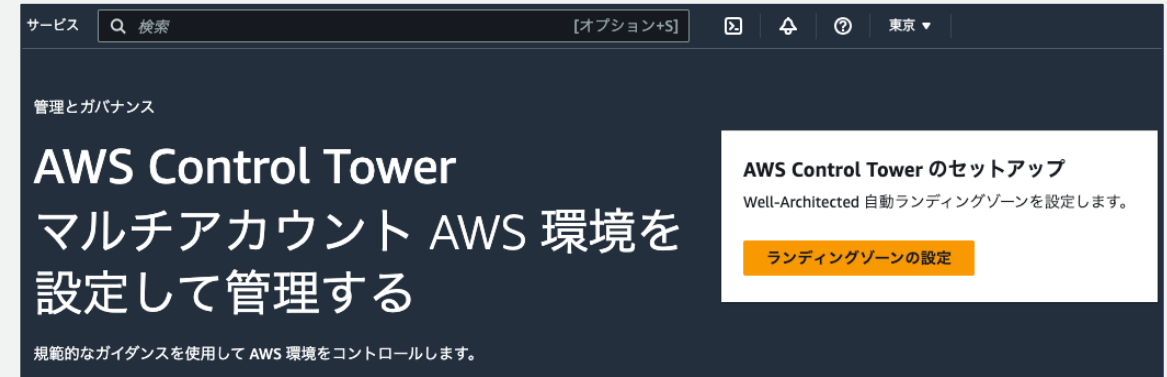 サービス 検索 [オプション+S] 東京 ▼
管理とガバナンス
AWS Control Tower
マルチアカウント AWS 環境を
設定して管理する
規範的なガイダンスを使用して AWS 環境をコントロールします。
AWS Control Tower のセットアップ
Well-Architected 自動ランディングゾーンを設定します。
ランディングゾーンの設定